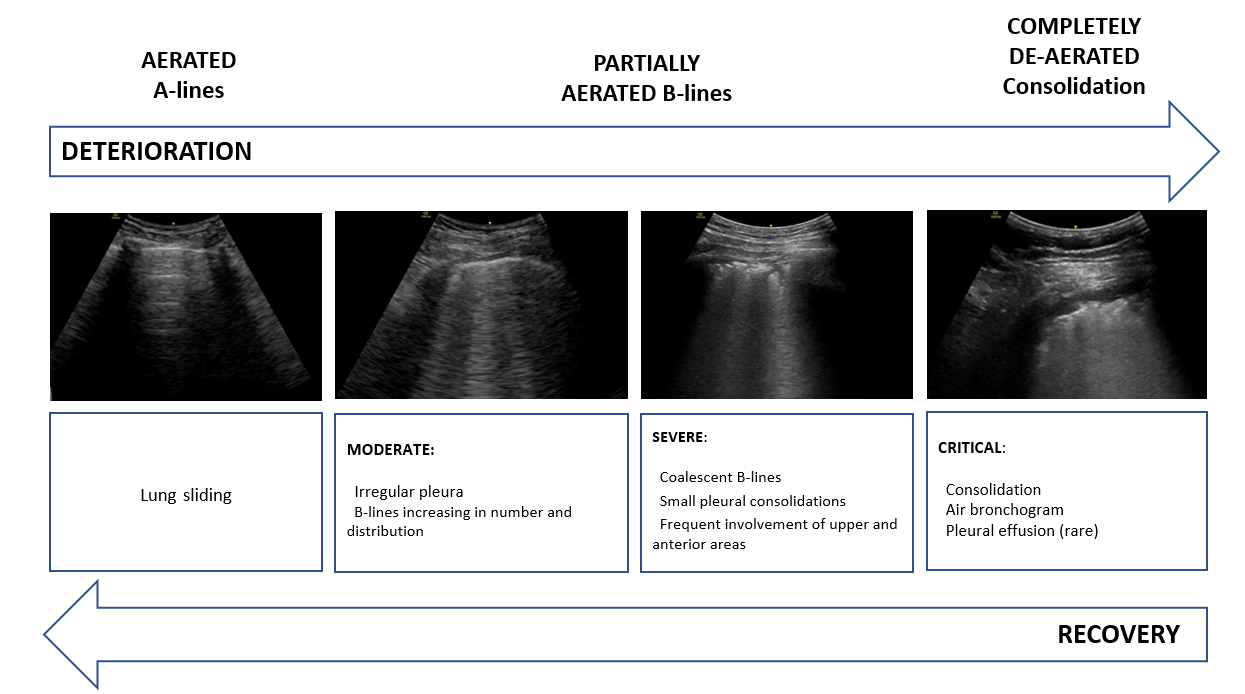 AERATED
A-lines
PARTIALLY
AERATED B-lines
COMPLETELY
DE-AERATED
Consolidation
DETERIORATION
Lung sliding
MODERATE:
Irregular pleura
B-lines increasing in number and
distribution
SEVERE:
Coalescent B-lines
Small pleural consolidations
Frequent involvement of upper and
anterior areas
CRITICAL:
Consolidation
Air bronchogram
Pleural effusion (rare)
RECOVERY